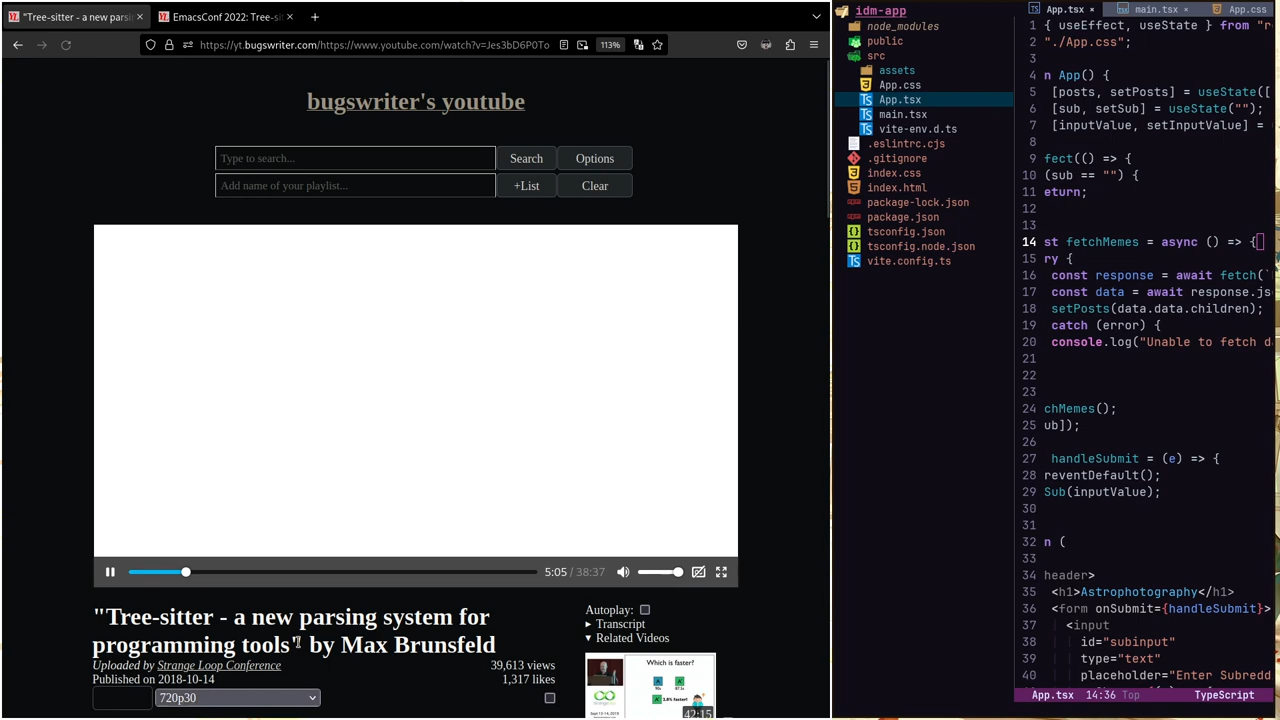 "Tree-sitter - a new parsi
EmacsConf 2022: Tree-si
https://yt.bugswriter.com/https://www.youtube.com/watch?v=Jes3bD6P0To
113%
bugswriter's youtube
Type to search...
Search
Options
Add name of your playlist...
+List
Clear
5:05 / 38:37
"Tree-sitter - a new parsing system for
programming tools" by Max Brunsfeld
Uploaded by Strange Loop Conference
39,613 views
Published on 2018-10-14
1,317 likes
720p30
Autoplay:
Transcript
Related Videos
Which is faster?
42:15
idm-app
node_modules
public
src
assets
App.css
App.tsx
main.tsx
vite-env.d.ts
.eslintrc.cjs
.gitignore
index.css
index.html
package-lock.json
package.json
tsconfig.json
tsconfig.node.json
vite.config.ts
App.tsx ×
main.tsx ×
App.css
1 { useEffect, useState } from "r
2 "./App.css";
3
4 n App() {
5 [posts, setPosts] = useState([
6 [sub, setSub] = useState("");
7 [inputValue, setInputValue] =
8
9 fect(() => {
10 (sub == "") {
11 eturn;
12
13
14 st fetchMemes = async () => {
15 ry {
16 const response = await fetch(`
17 const data = await response.js
18 setPosts(data.data.children);
19 catch (error) {
20 console.log("Unable to fetch d
21
22
23
24 chMemes();
25 ub]);
26
27 handleSubmit = (e) => {
28 reventDefault();
29 Sub(inputValue);
30
31
32 n (
33
34 header>
35 <h1>Astrophotography</h1>
36 <form onSubmit={handleSubmit}>
37 <input
38 id="subinput"
39 type="text"
40 placeholder="Enter Subredd
App.tsx
Top
TypeScript